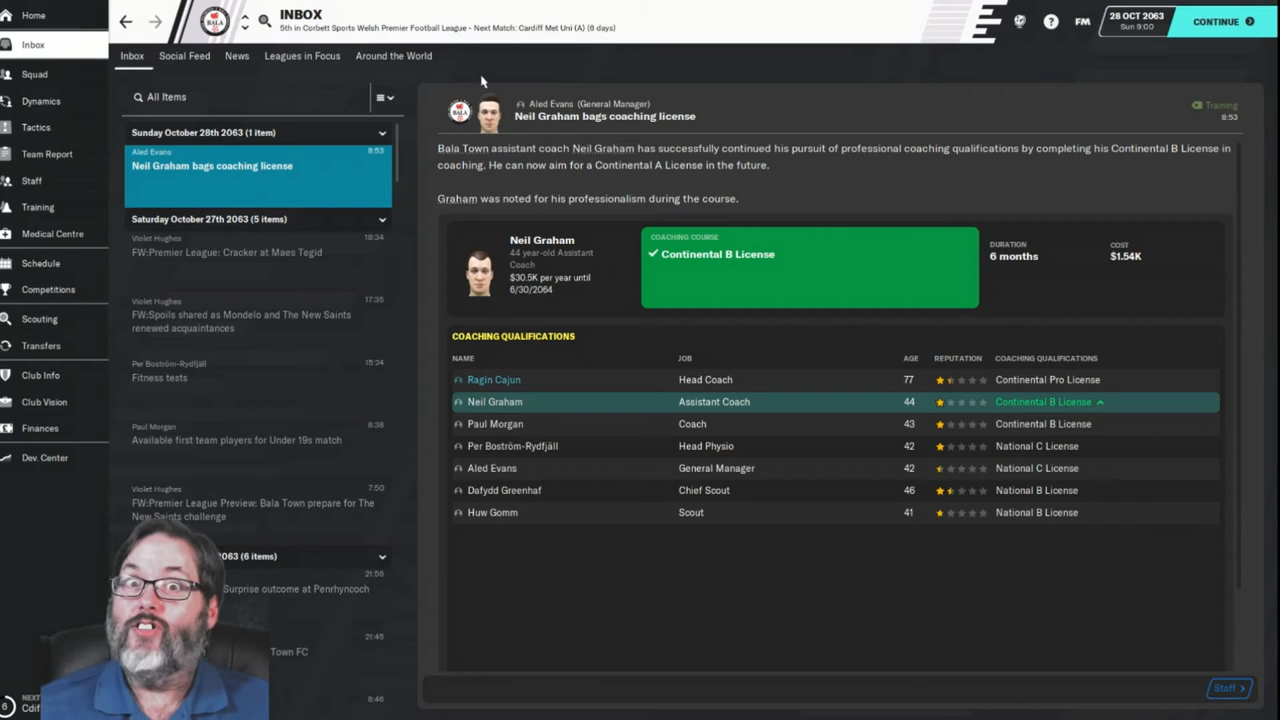 Home
Inbox
Squad
Dynamics
Tactics
Team Report
Staff
Training
Medical Centre
Schedule
Competitions
Scouting
Transfers
Club Info
Club Vision
Finances
Dev. Center
6
NEXT
Cdif
BALA
INBOX
5th in Corbett Sports Welsh Premier Football League - Next Match: Cardiff Met Uni (A) (6 days)
?
FM
28 OCT 2063
Sun 9:00
CONTINUE
Inbox
Social Feed
News
Leagues in Focus
Around the World
All Items
Sunday October 28th 2063 (1 item)
Aled Evans
8:53
Neil Graham bags coaching license
Saturday October 27th 2063 (5 items)
Violet Hughes
18:34
FW:Premier League: Cracker at Maes Tegid
Violet Hughes
17:35
FW:Spoils shared as Mondelo and The New Saints
renewed acquaintances
Per Boström-Rydfjäll
15:24
Fitness tests
Paul Morgan
8:38
Available first team players for Under 19s match
Violet Hughes
7:50
FW:Premier League Preview: Bala Town prepare for The
New Saints challenge
063 (6 items)
21:56
Surprise outcome at Penrhyncoch
21:45
Town FC
8:46
BALA
Aled Evans (General Manager)
Neil Graham bags coaching license
Training
8:53
Bala Town assistant coach Neil Graham has successfully continued his pursuit of professional coaching qualifications by completing his Continental B License in
coaching. He can now aim for a Continental A License in the future.
Graham was noted for his professionalism during the course.
Neil Graham
44 year-old Assistant
Coach
$30.5K per year until
6/30/2064
COACHING COURSE
Continental B License
DURATION
6 months
COST
$1.54K
COACHING QUALIFICATIONS
NAME JOB AGE REPUTATION COACHING QUALIFICATIONS
Ragin Cajun Head Coach 77 Continental Pro License
Neil Graham Assistant Coach 44 Continental B License
Paul Morgan Coach 43 Continental B License
Per Boström-Rydfjäll Head Physio 42 National C License
Aled Evans General Manager 42 National C License
Dafydd Greenhaf Chief Scout 46 National B License
Huw Gomm Scout 41 National B License
Staff